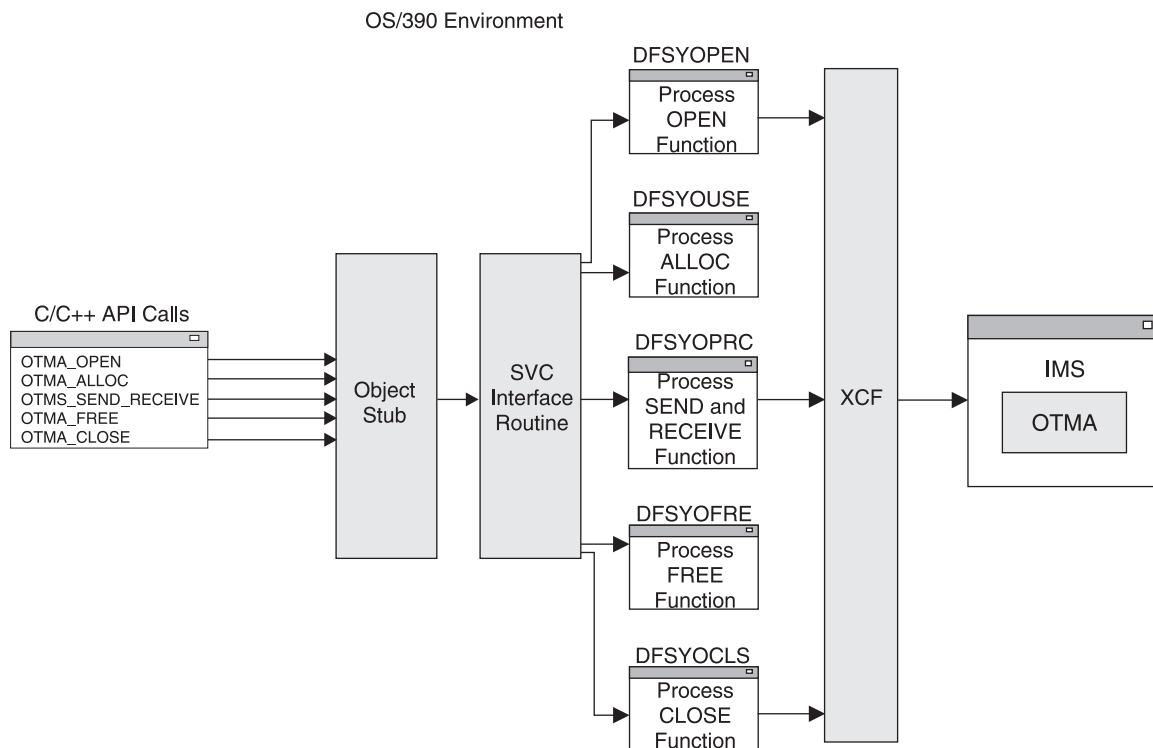 OS/390 Environment
C/C++ API Calls
OTMA_OPEN
OTMA_ALLOC
OTMS_SEND_RECEIVE
OTMA_FREE
OTMA_CLOSE
Object
Stub
SVC
Interface
Routine
DFSYOPEN
Process
OPEN
Function
DFSYOUSE
Process
ALLOC
Function
DFSYOPRC
Process
SEND and
RECEIVE
Function
DFSYOFRE
Process
FREE
Function
DFSYOCLS
Process
CLOSE
Function
XCF
IMS
OTMA